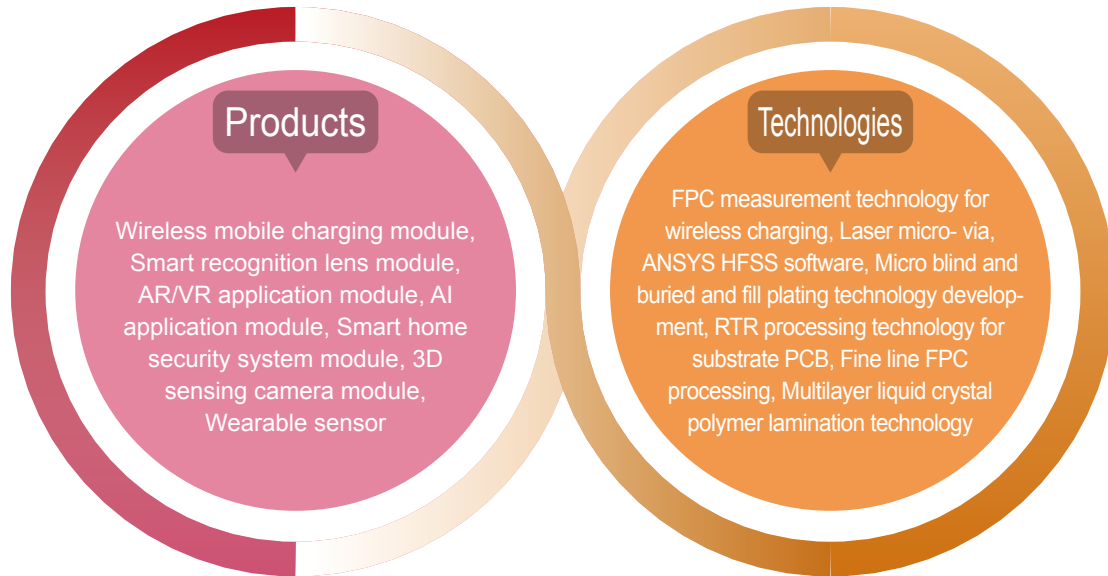 Products
Wireless mobile charging module,
Smart recognition lens module,
AR/VR application module, AI
application module, Smart home
security system module, 3D
sensing camera module,
Wearable sensor
Technologies
FPC measurement technology for
wireless charging, Laser micro- via,
ANSYS HFSS software, Micro blind and
buried and fill plating technology develop-
ment, RTR processing technology for
substrate PCB, Fine line FPC
processing, Multilayer liquid crystal
polymer lamination technology